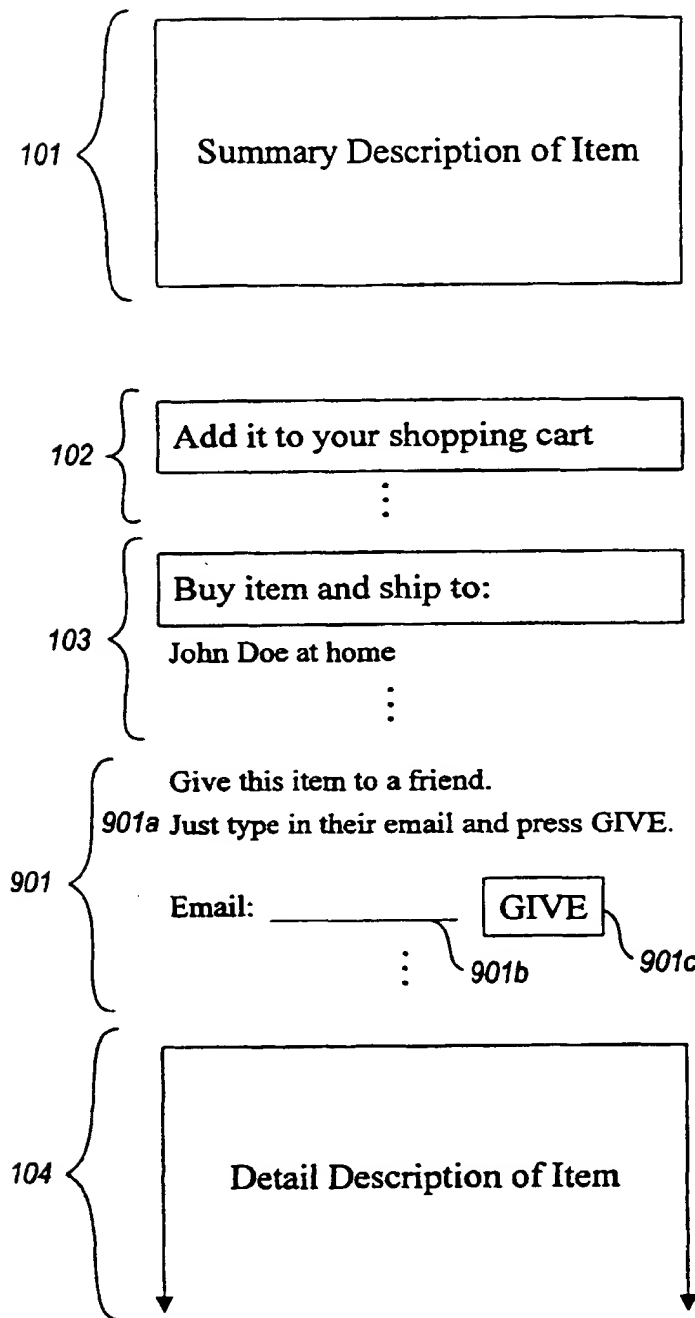 101 Summary Description of Item
102 Add it to your shopping cart
103 Buy item and ship to:
John Doe at home
901 Give this item to a friend.
901a Just type in their email and press GIVE.
Email: GIVE
901b 901c
104 Detail Description of Item